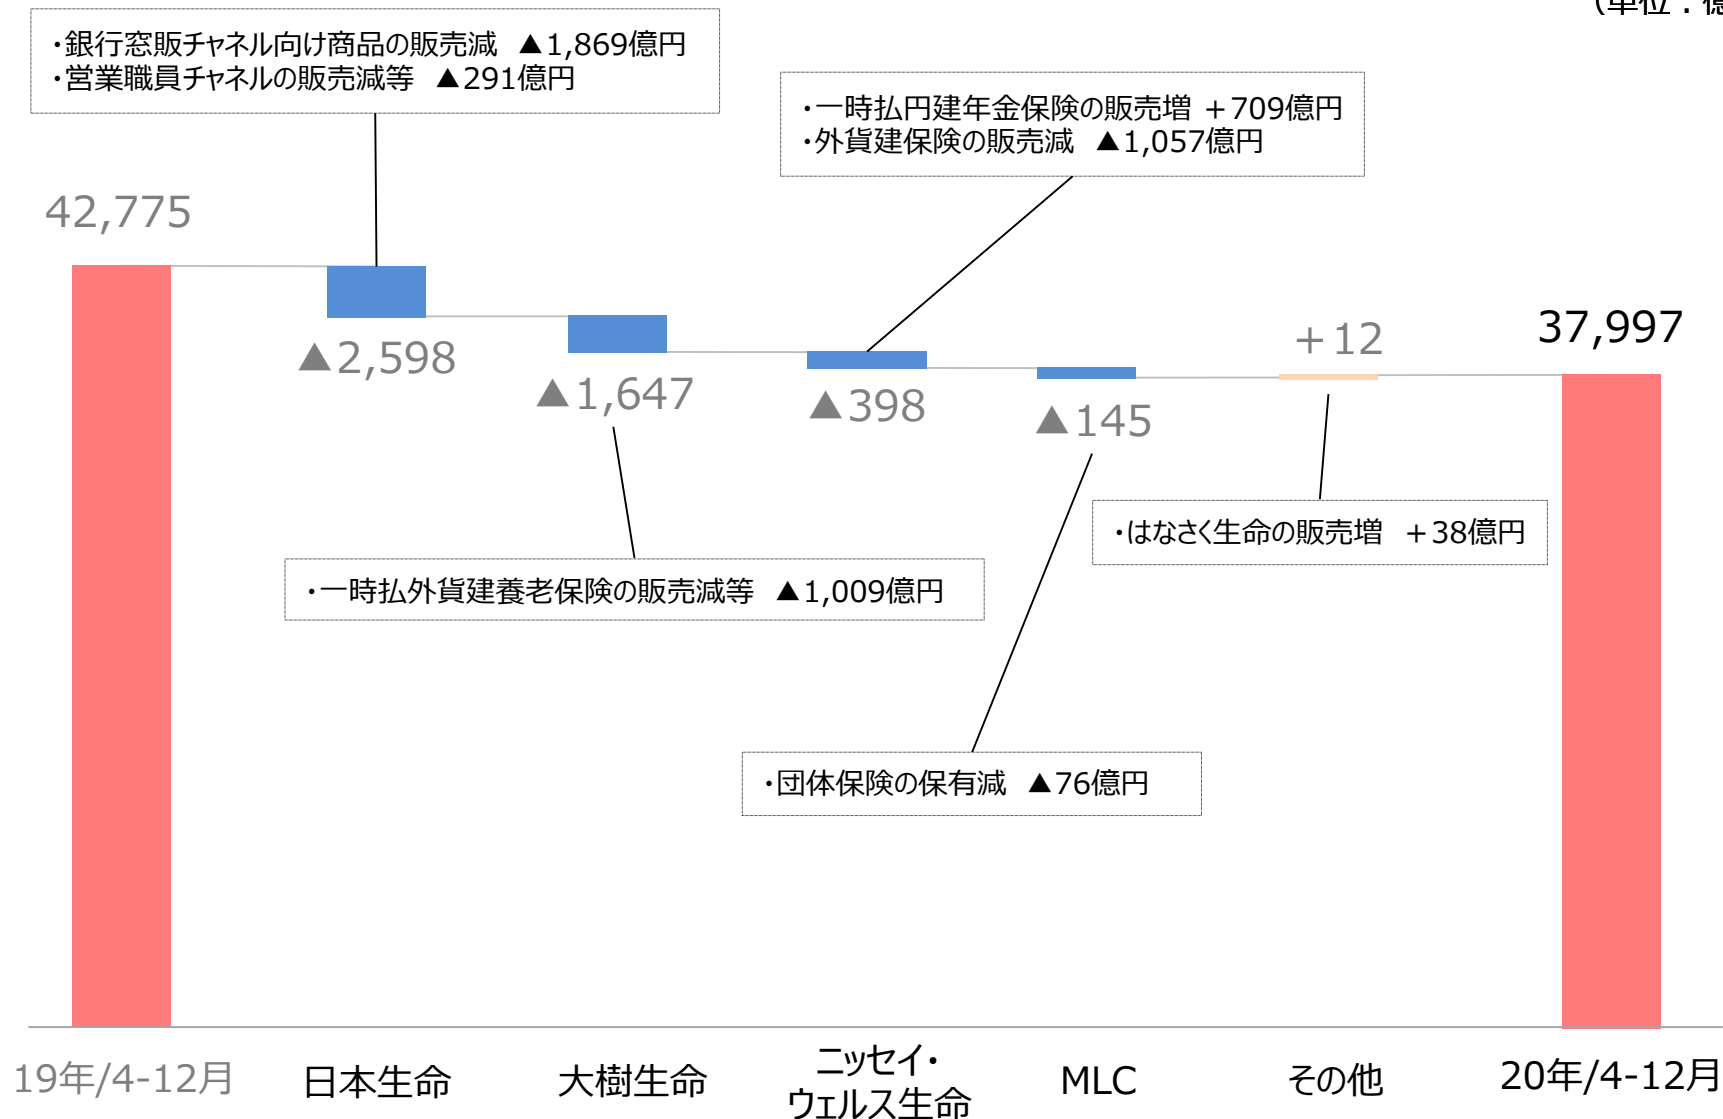 (単位：億
・銀行窓販チャネル向け商品の販売減　▲1,869億円
・営業職員チャネルの販売減等　▲291億円
・一時払円建年金保険の販売増 ＋709億円
・外貨建保険の販売減　▲1,057億円
42,775
▲2,598
▲1,647
▲398
▲145
＋12
37,997
・はなさく生命の販売増　＋38億円
・一時払外貨建養老保険の販売減等　▲1,009億円
・団体保険の保有減　▲76億円
19年/4-12月
日本生命
大樹生命
ニッセイ・
ウェルス生命
MLC
その他
20年/4-12月